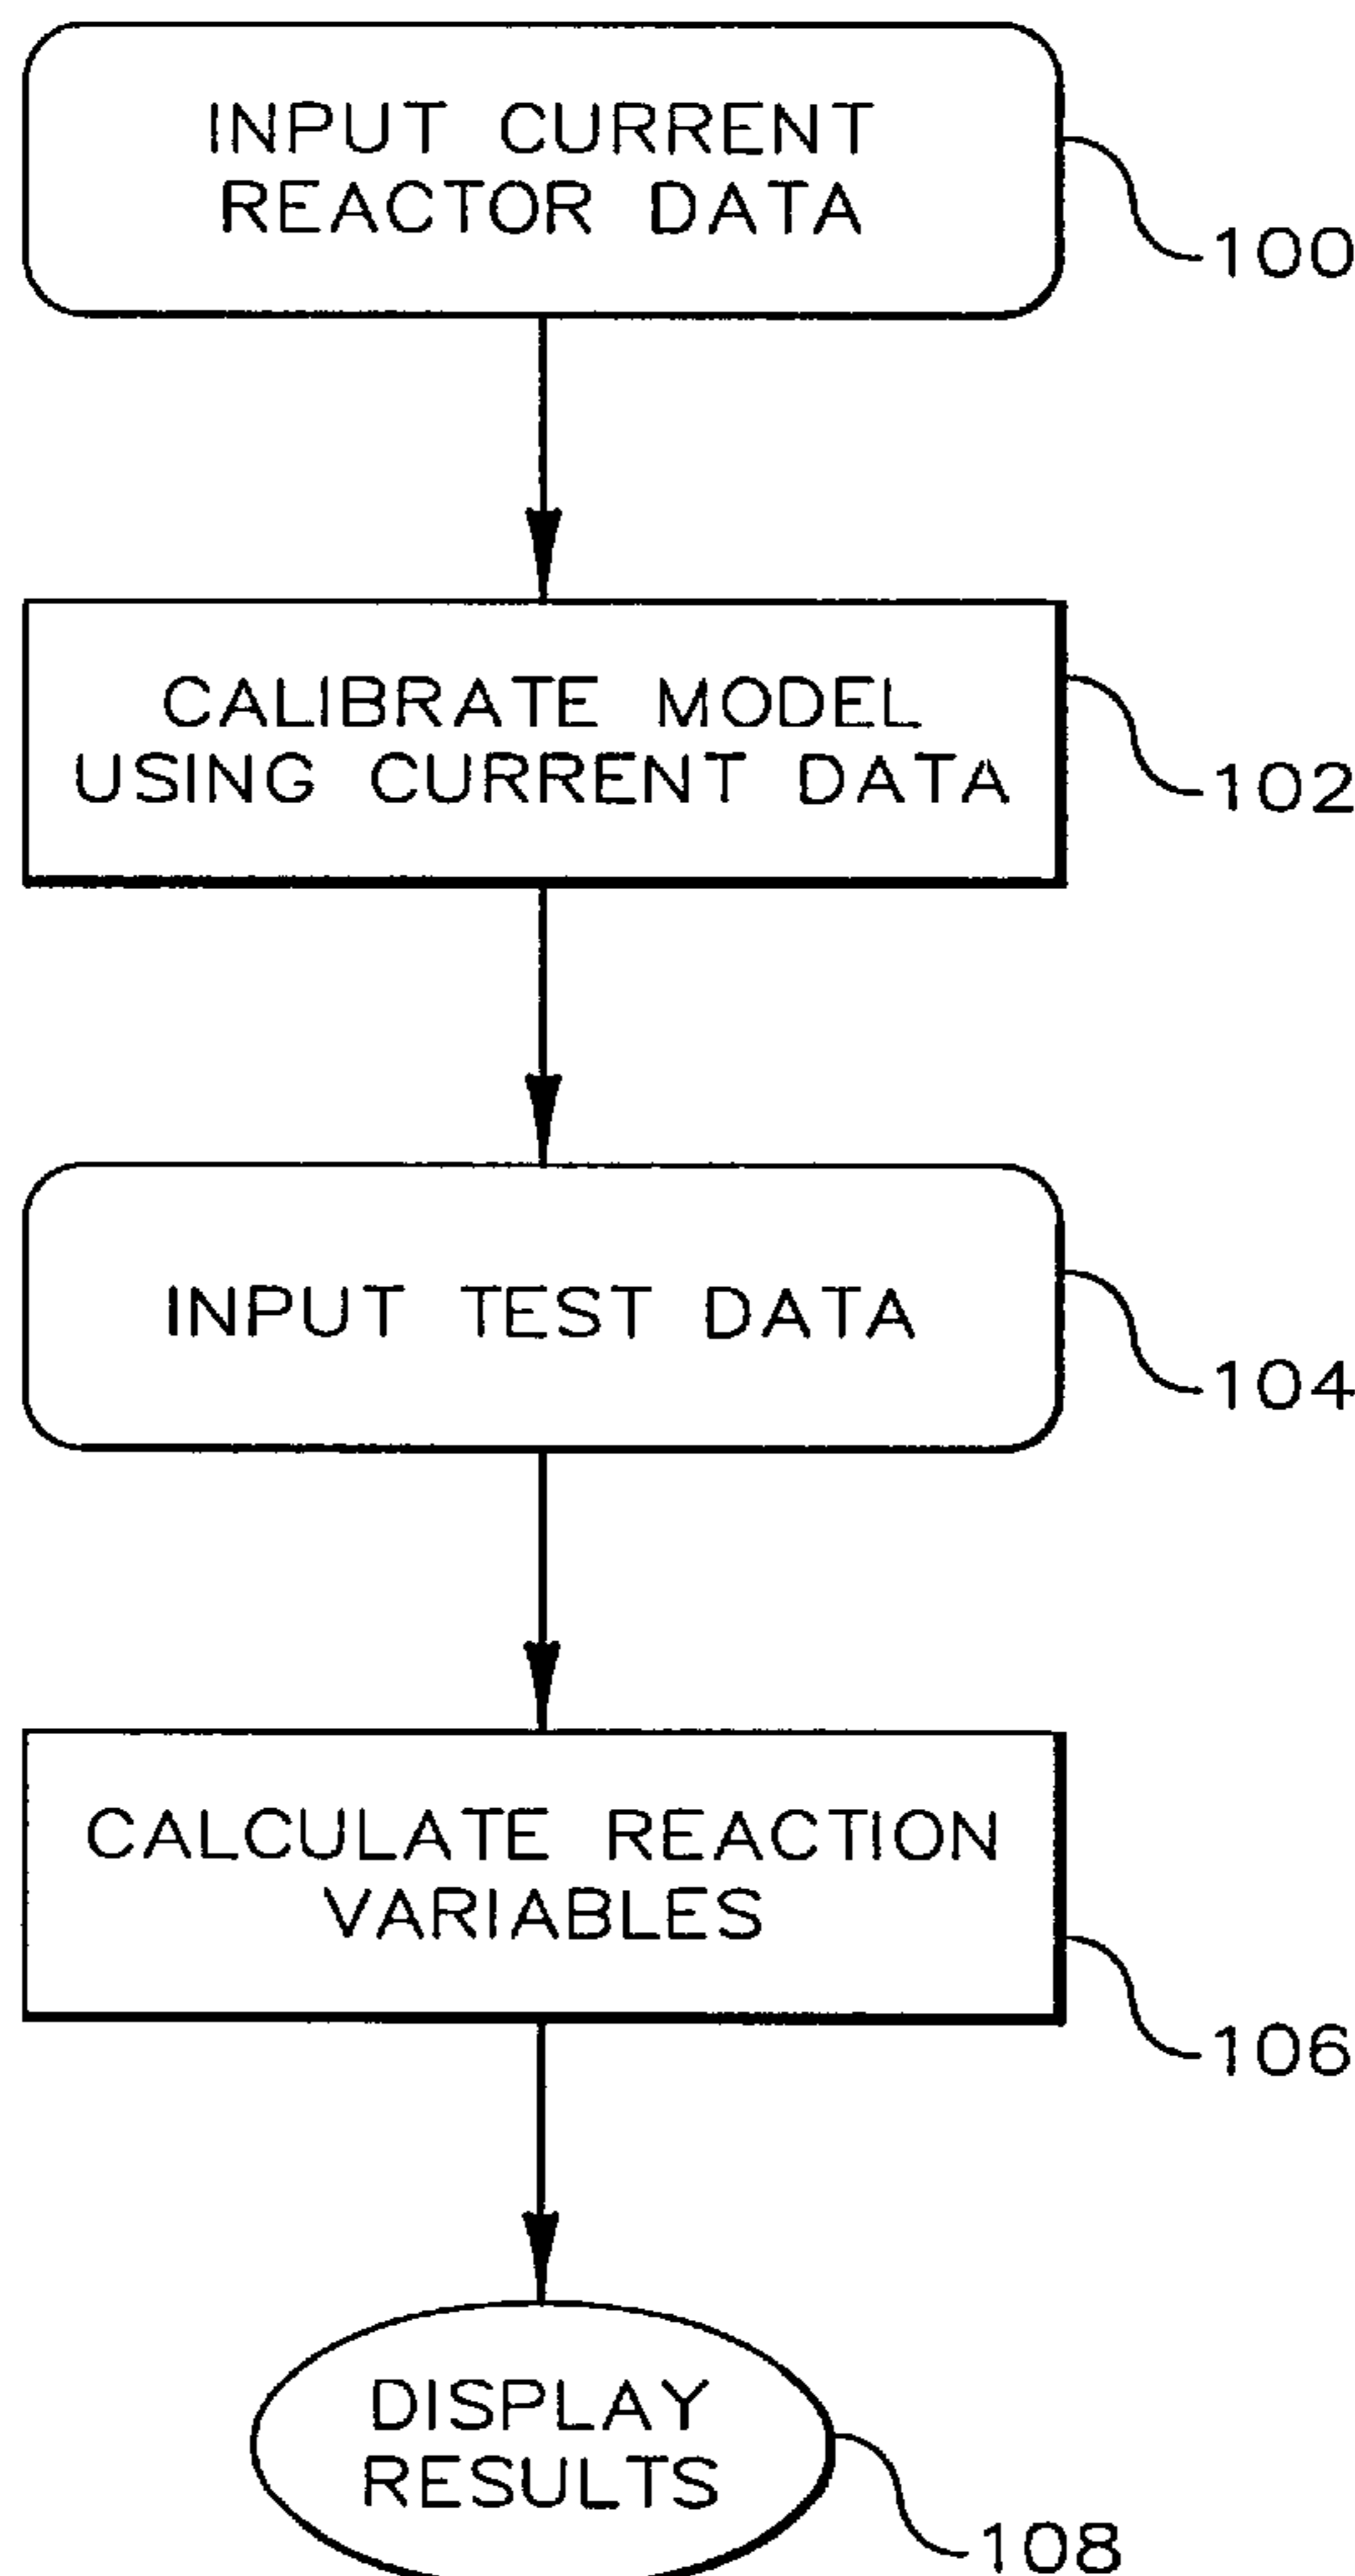 INPUT CURRENT
REACTOR DATA
100
CALIBRATE MODEL
USING CURRENT DATA
102
INPUT TEST DATA
104
CALCULATE REACTION
VARIABLES
106
DISPLAY
RESULTS
108